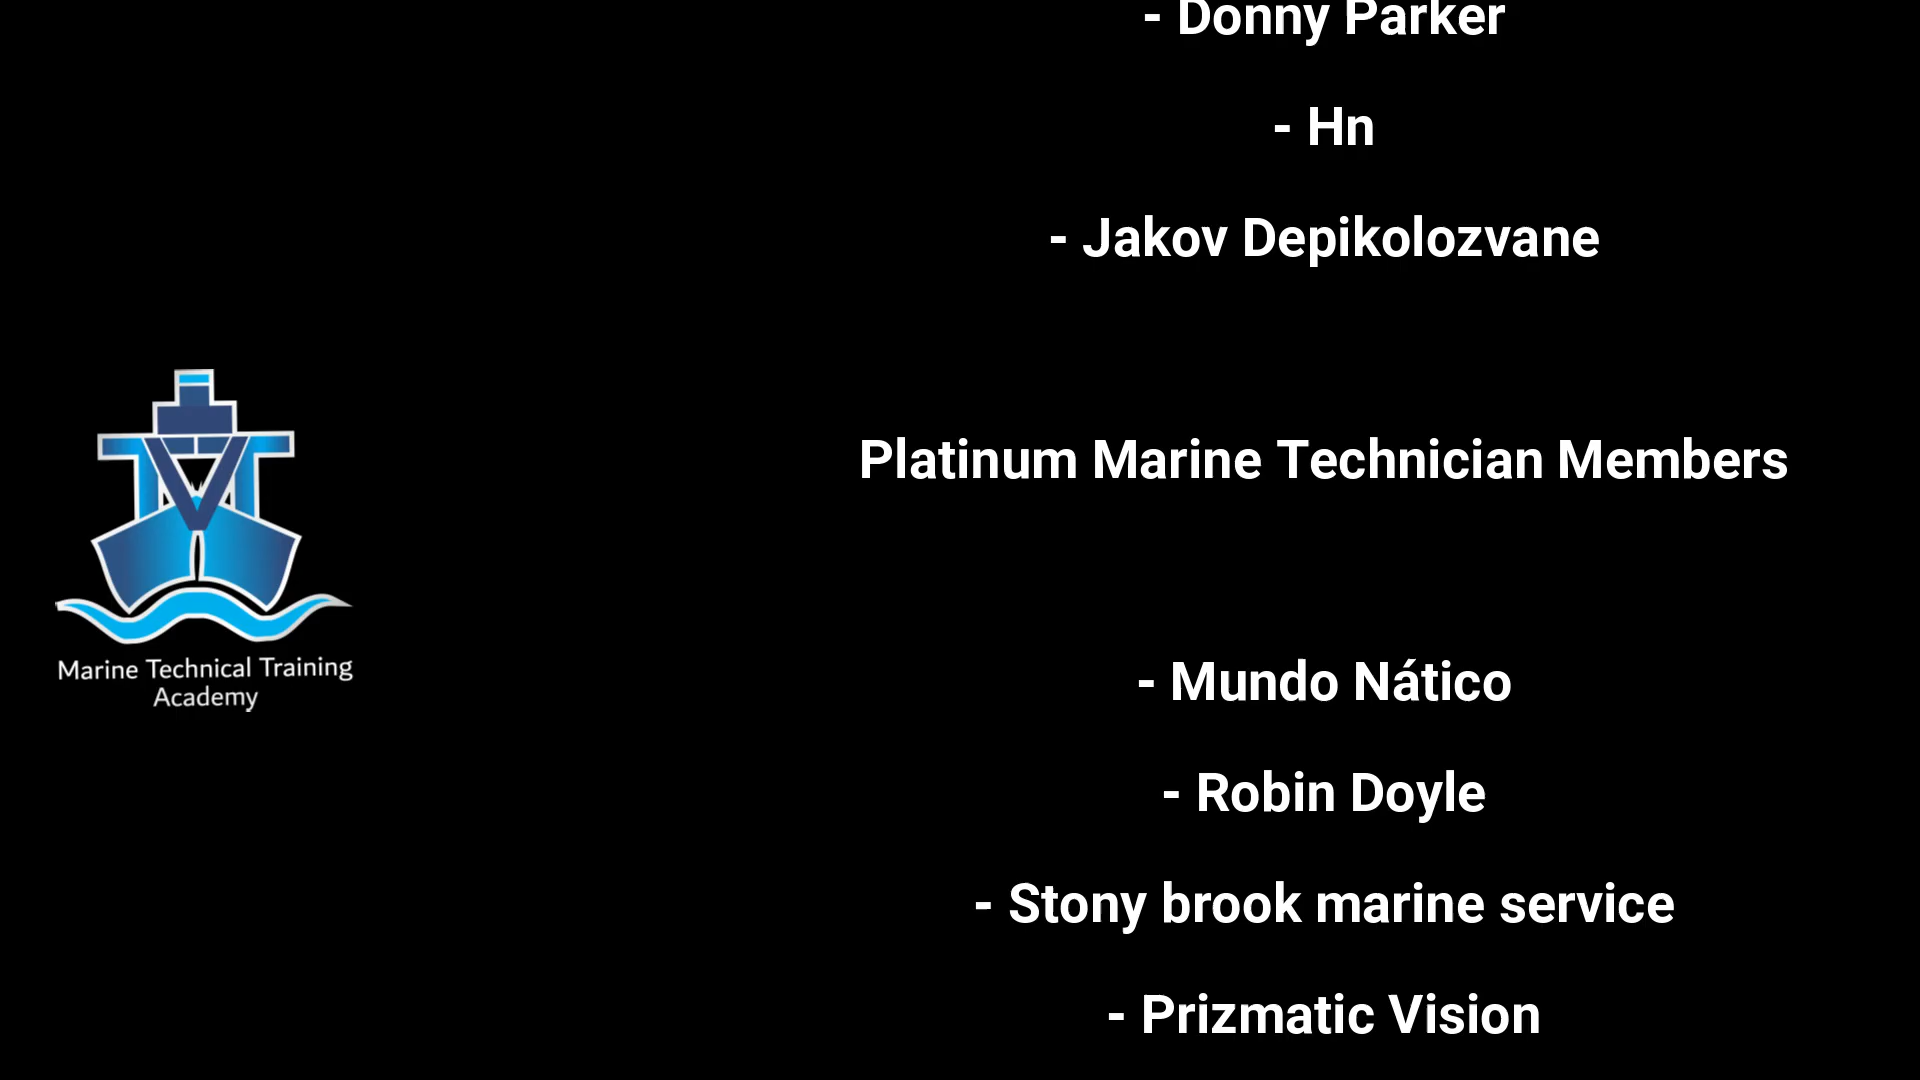 - Donny Parker
- Hn
- Jakov Depikolozvane
Platinum Marine Technician Members
- Mundo Nático
- Robin Doyle
- Stony brook marine service
- Prizmatic Vision
Marine Technical Training
Academy